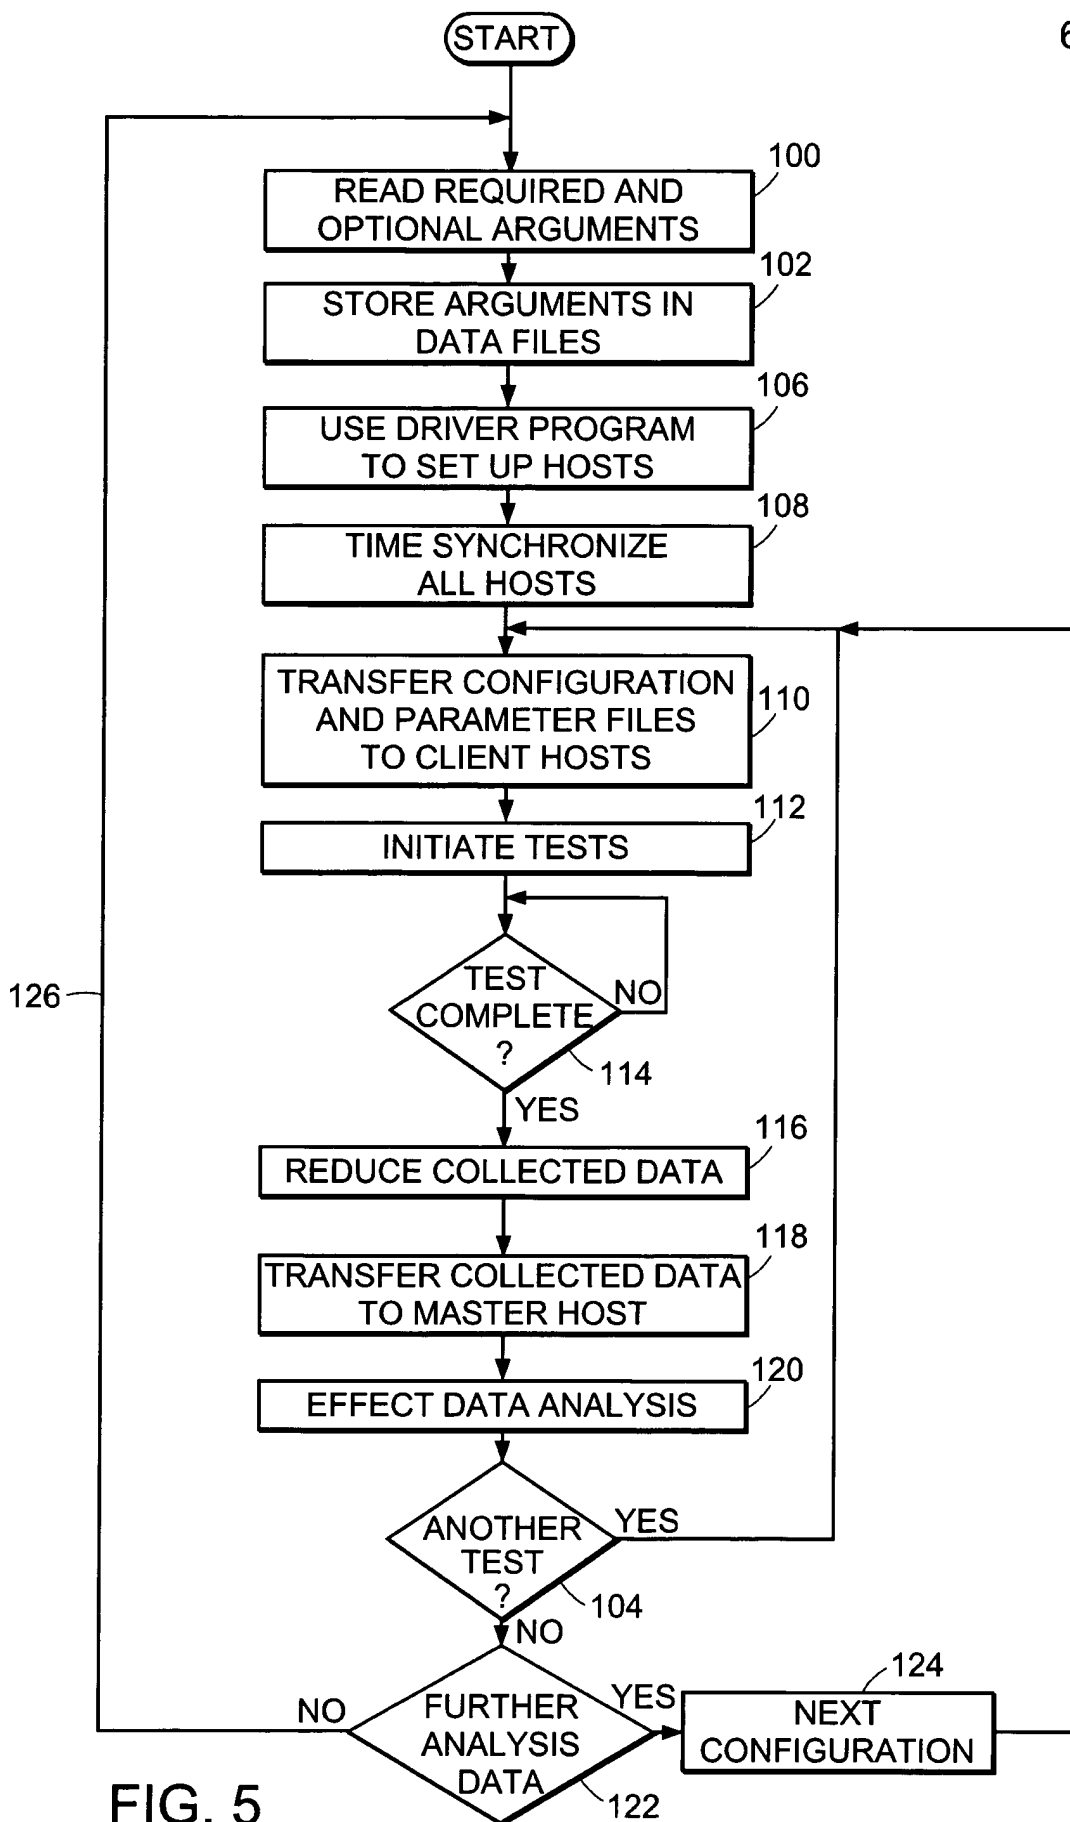 START
6
100
READ REQUIRED AND
OPTIONAL ARGUMENTS
102
STORE ARGUMENTS IN
DATA FILES
106
USE DRIVER PROGRAM
TO SET UP HOSTS
108
TIME SYNCHRONIZE
ALL HOSTS
TRANSFER CONFIGURATION
AND PARAMETER FILES
TO CLIENT HOSTS
110
112
INITIATE TESTS
TEST
COMPLETE
?
NO
126
114
YES
116
REDUCE COLLECTED DATA
118
TRANSFER COLLECTED DATA
TO MASTER HOST
120
EFFECT DATA ANALYSIS
ANOTHER
TEST
?
YES
104
NO
124
NO
FURTHER
ANALYSIS
DATA
YES
NEXT
CONFIGURATION
122
FIG. 5